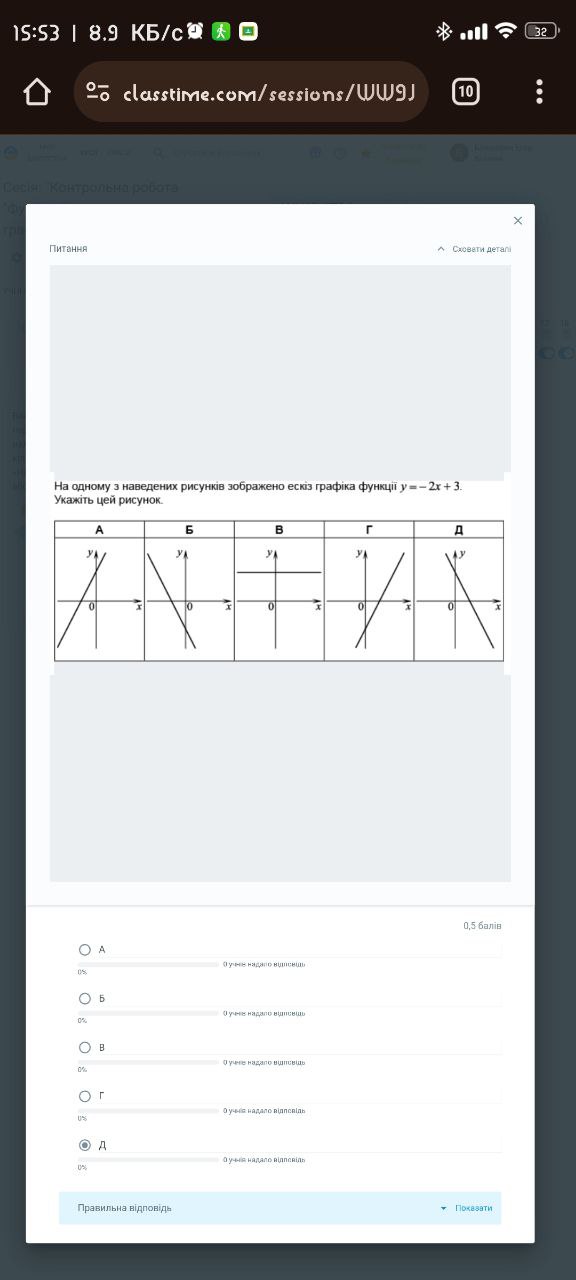 15:53 | 8.9 КБ/с
32
classtime.com/sessions/WW9J
10
Сесія: "Контрольна робота
Питання
Сховати деталі
На одному з наведених рисунків зображено ескіз графіка функції y = – 2x + 3.
Укажіть цей рисунок.
А Б В Г Д
y y y y y
0 x 0 x 0 x 0 x 0 x
0,5 балів
А
0 учнів надало відповідь
0%
Б
0 учнів надало відповідь
0%
В
0 учнів надало відповідь
0%
Г
0 учнів надало відповідь
0%
Д
0 учнів надало відповідь
0%
Правильна відповідь
Показати